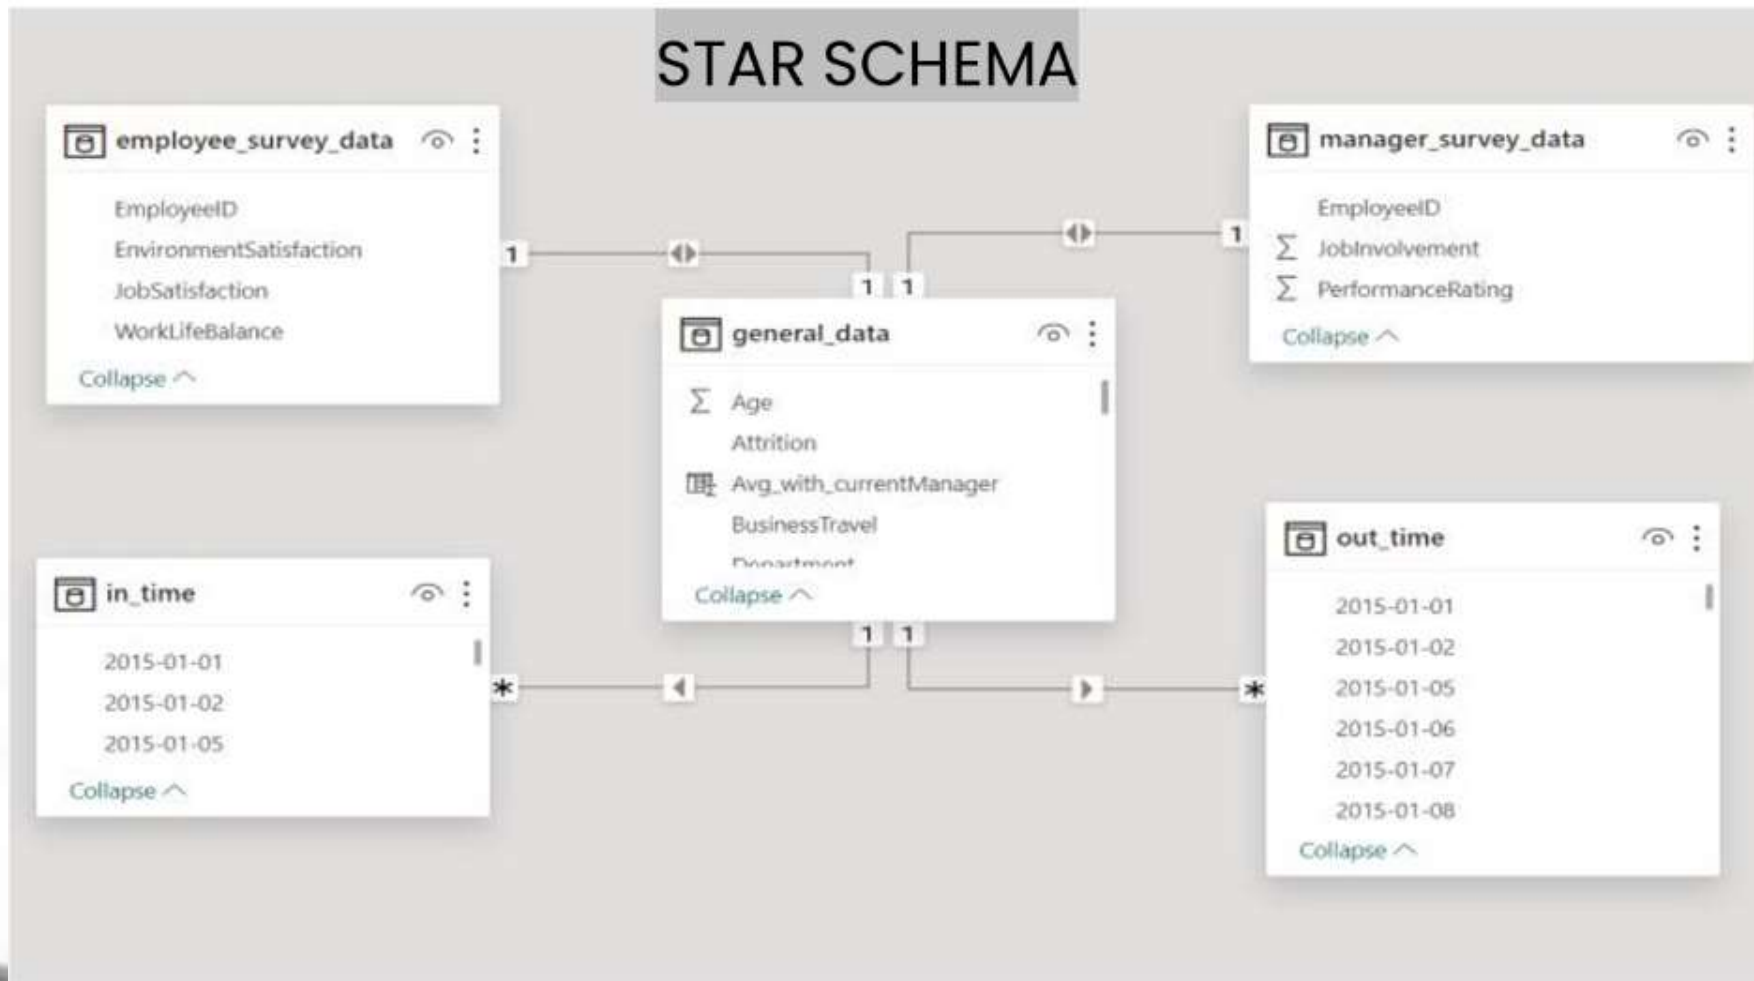 STAR SCHEMA
employee_survey_data
EmployeeID
EnvironmentSatisfaction
JobSatisfaction
WorkLifeBalance
Collapse
manager_survey_data
EmployeeID
Σ JobInvolvement
Σ PerformanceRating
Collapse
1
1
1
1
general_data
Σ Age
Attrition
Avg_with_currentManager
BusinessTravel
Department
Collapse
1
1
*
*
in_time
2015-01-01
2015-01-02
2015-01-05
Collapse
out_time
2015-01-01
2015-01-02
2015-01-05
2015-01-06
2015-01-07
2015-01-08
Collapse